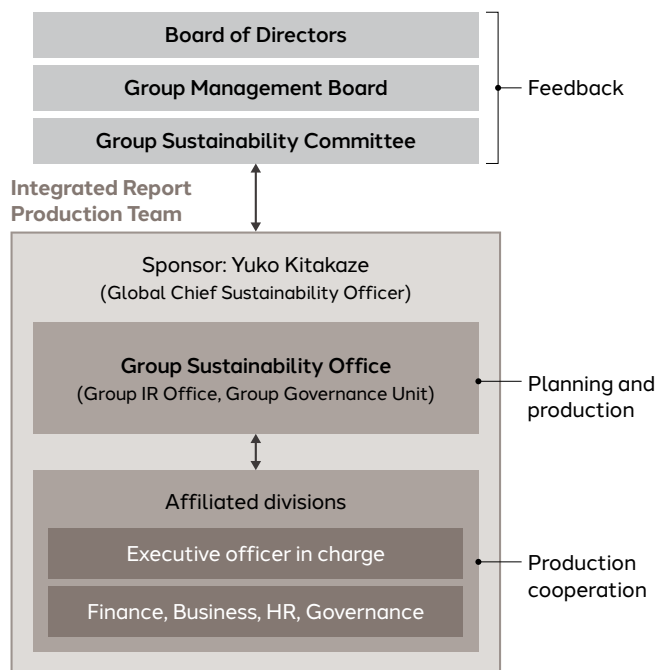 Board of Directors
Group Management Board
Group Sustainability Committee
Feedback
Integrated Report
Production Team
Sponsor: Yuko Kitakaze
(Global Chief Sustainability Officer)
Group Sustainability Office
(Group IR Office, Group Governance Unit)
Planning and
production
Affiliated divisions
Executive officer in charge
Finance, Business, HR, Governance
Production
cooperation